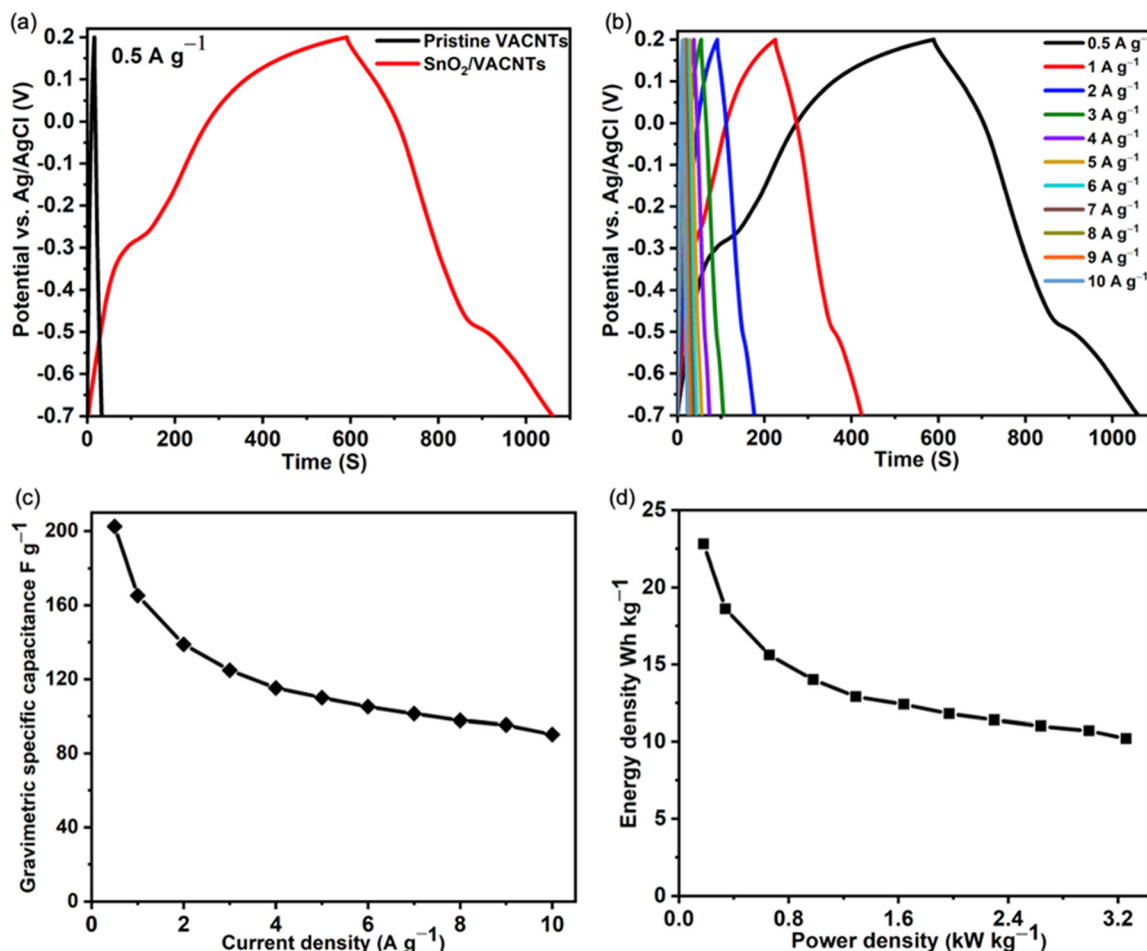 (a)
0.5 A g⁻¹
Pristine VACNTs
SnO₂/VACNTs
Potential vs. Ag/AgCl (V)
0.2
0.1
0.0
-0.1
0.2
-0.3
-0.4
-0.5
-0.6
-0.7
0 200 400 600 800 1000
Time (S)
(b)
0.5 A g⁻
1 A g⁻¹
2 A g⁻¹
3 A g⁻¹
4 A g⁻¹
5 A g⁻¹
6 A g⁻¹
7 A g⁻¹
8 A g⁻¹
9 A g⁻¹
10 A g⁻¹
Potential vs. Ag/AgCl (V)
0.2
0.1
0.0
-0.1
0.2
-0.3
-0.4
-0.5
-0.6
-0.7
0 200 400 600 800 1000
Time (S)
(c)
Gravimetric specific capacitance F g⁻¹
200
160
120
80
40
0
0 2 4 6 8 10
Current density (A g⁻¹)
(d)
Energy density Wh kg⁻¹
25
20
15
10
5
0
0.0 0.8 1.6 2.4 3.2
Power density (kW kg⁻¹)